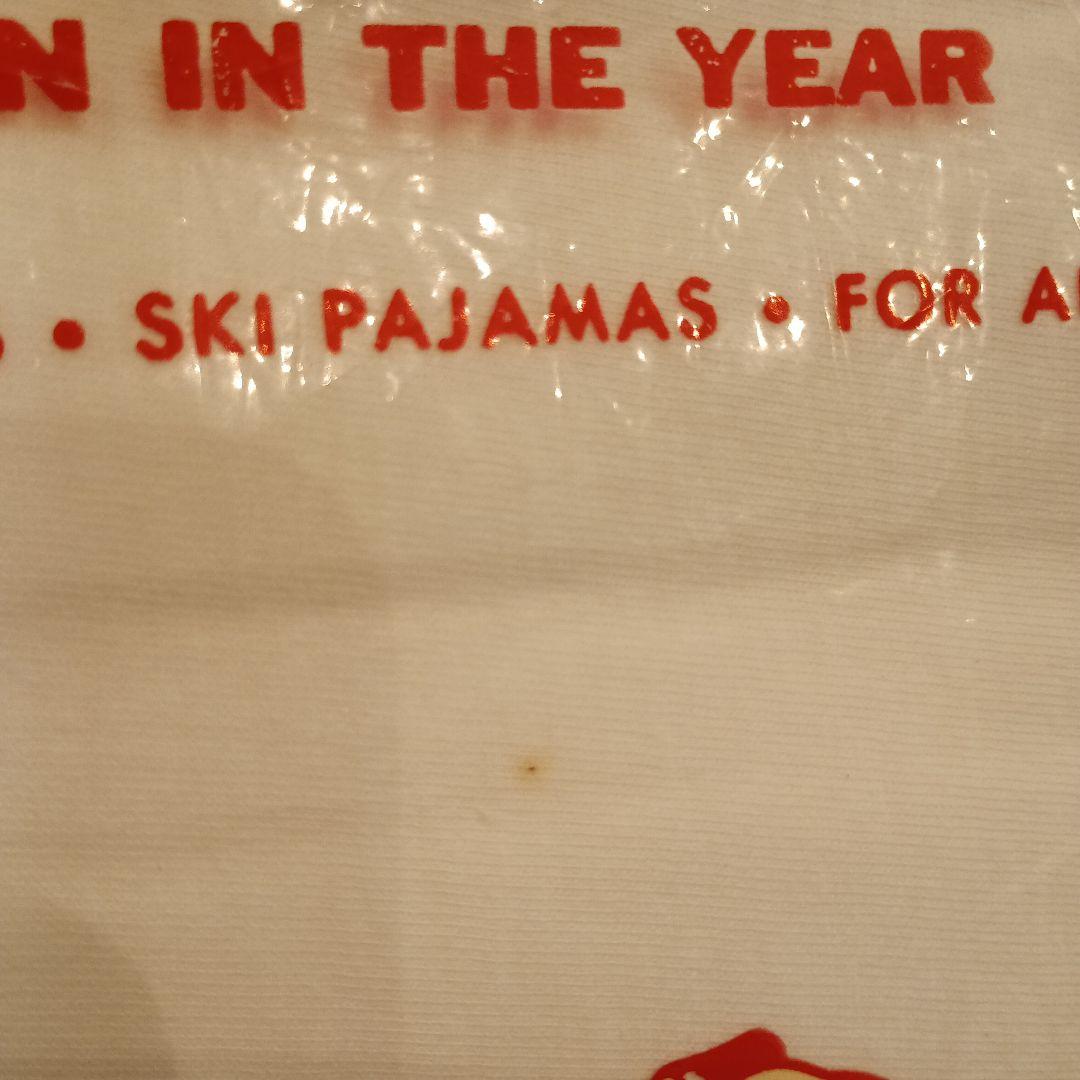 N IN THE YEAR
• SKI PAJAMAS • FOR A